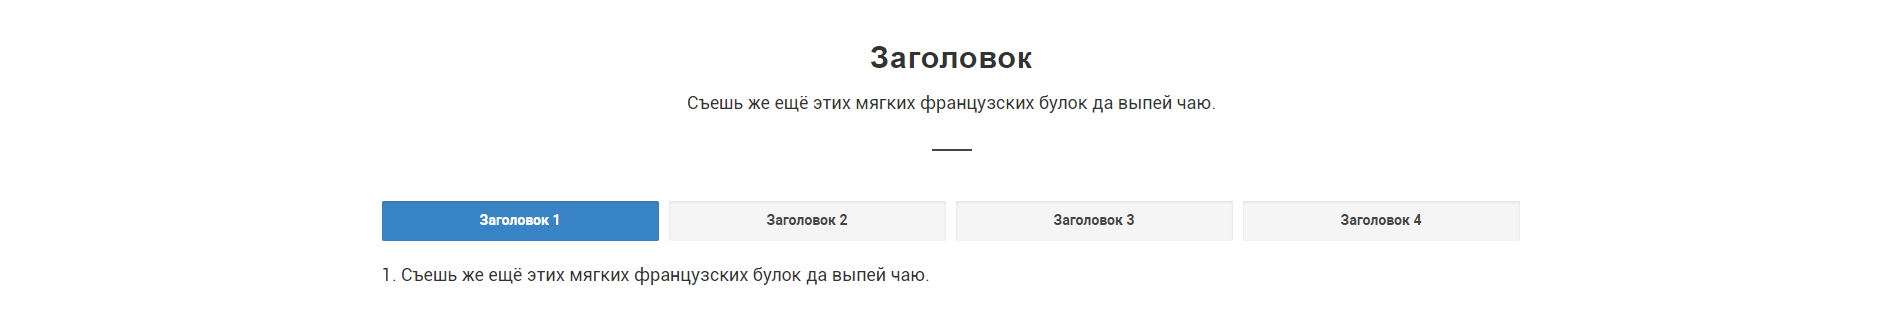 Заголовок
Съешь же ещё этих мягких французских булок да выпей чаю.
Заголовок 1
Заголовок 2
Заголовок 3
Заголовок 4
1. Съешь же ещё этих мягких французских булок да выпей чаю.